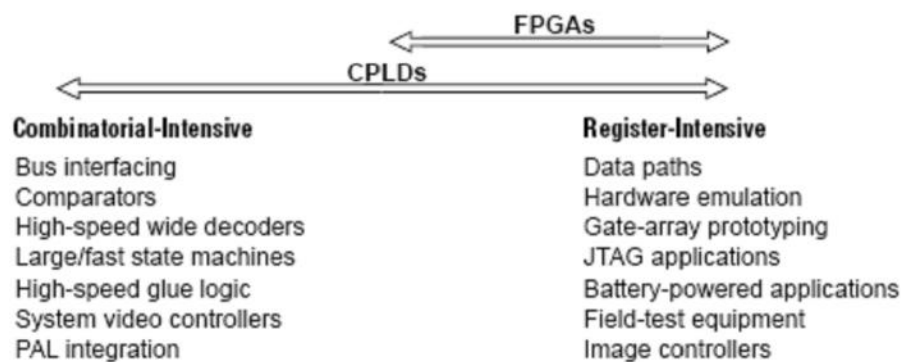 FPGAs
CPLDs
Combinatorial-Intensive
Bus interfacing
Comparators
High-speed wide decoders
Large/fast state machines
High-speed glue logic
System video controllers
PAL integration
Register-Intensive
Data paths
Hardware emulation
Gate-array prototyping
JTAG applications
Battery-powered applications
Field-test equipment
Image controllers